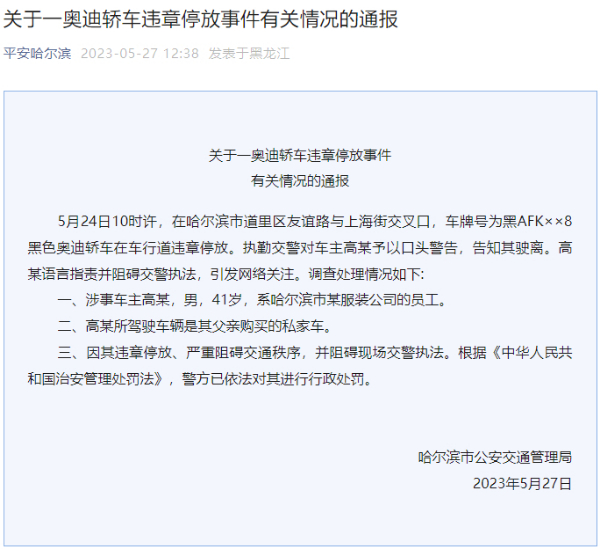 关于一奥迪轿车违章停放事件有关情况的通报
平安哈尔滨 2023-05-27 12:38 发表于黑龙江
关于一奥迪轿车违章停放事件
有关情况的通报
5月24日10时许，在哈尔滨市道里区友谊路与上海街交叉口，车牌号为黑AFK××8
黑色奥迪轿车在车行道违章停放。执勤交警对车主高某予以口头警告，告知其驶离。高
某语言指责并阻碍交警执法，引发网络关注。调查处理情况如下:
一、涉事车主高某，男，41岁，系哈尔滨市某服装公司的员工。
二、高某所驾驶车辆是其父亲购买的私家车。
三、因其违章停放、严重阻碍交通秩序，并阻碍现场交警执法。根据《中华人民共
和国治安管理处罚法》，警方已依法对其进行行政处罚。
哈尔滨市公安交通管理局
2023年5月27日